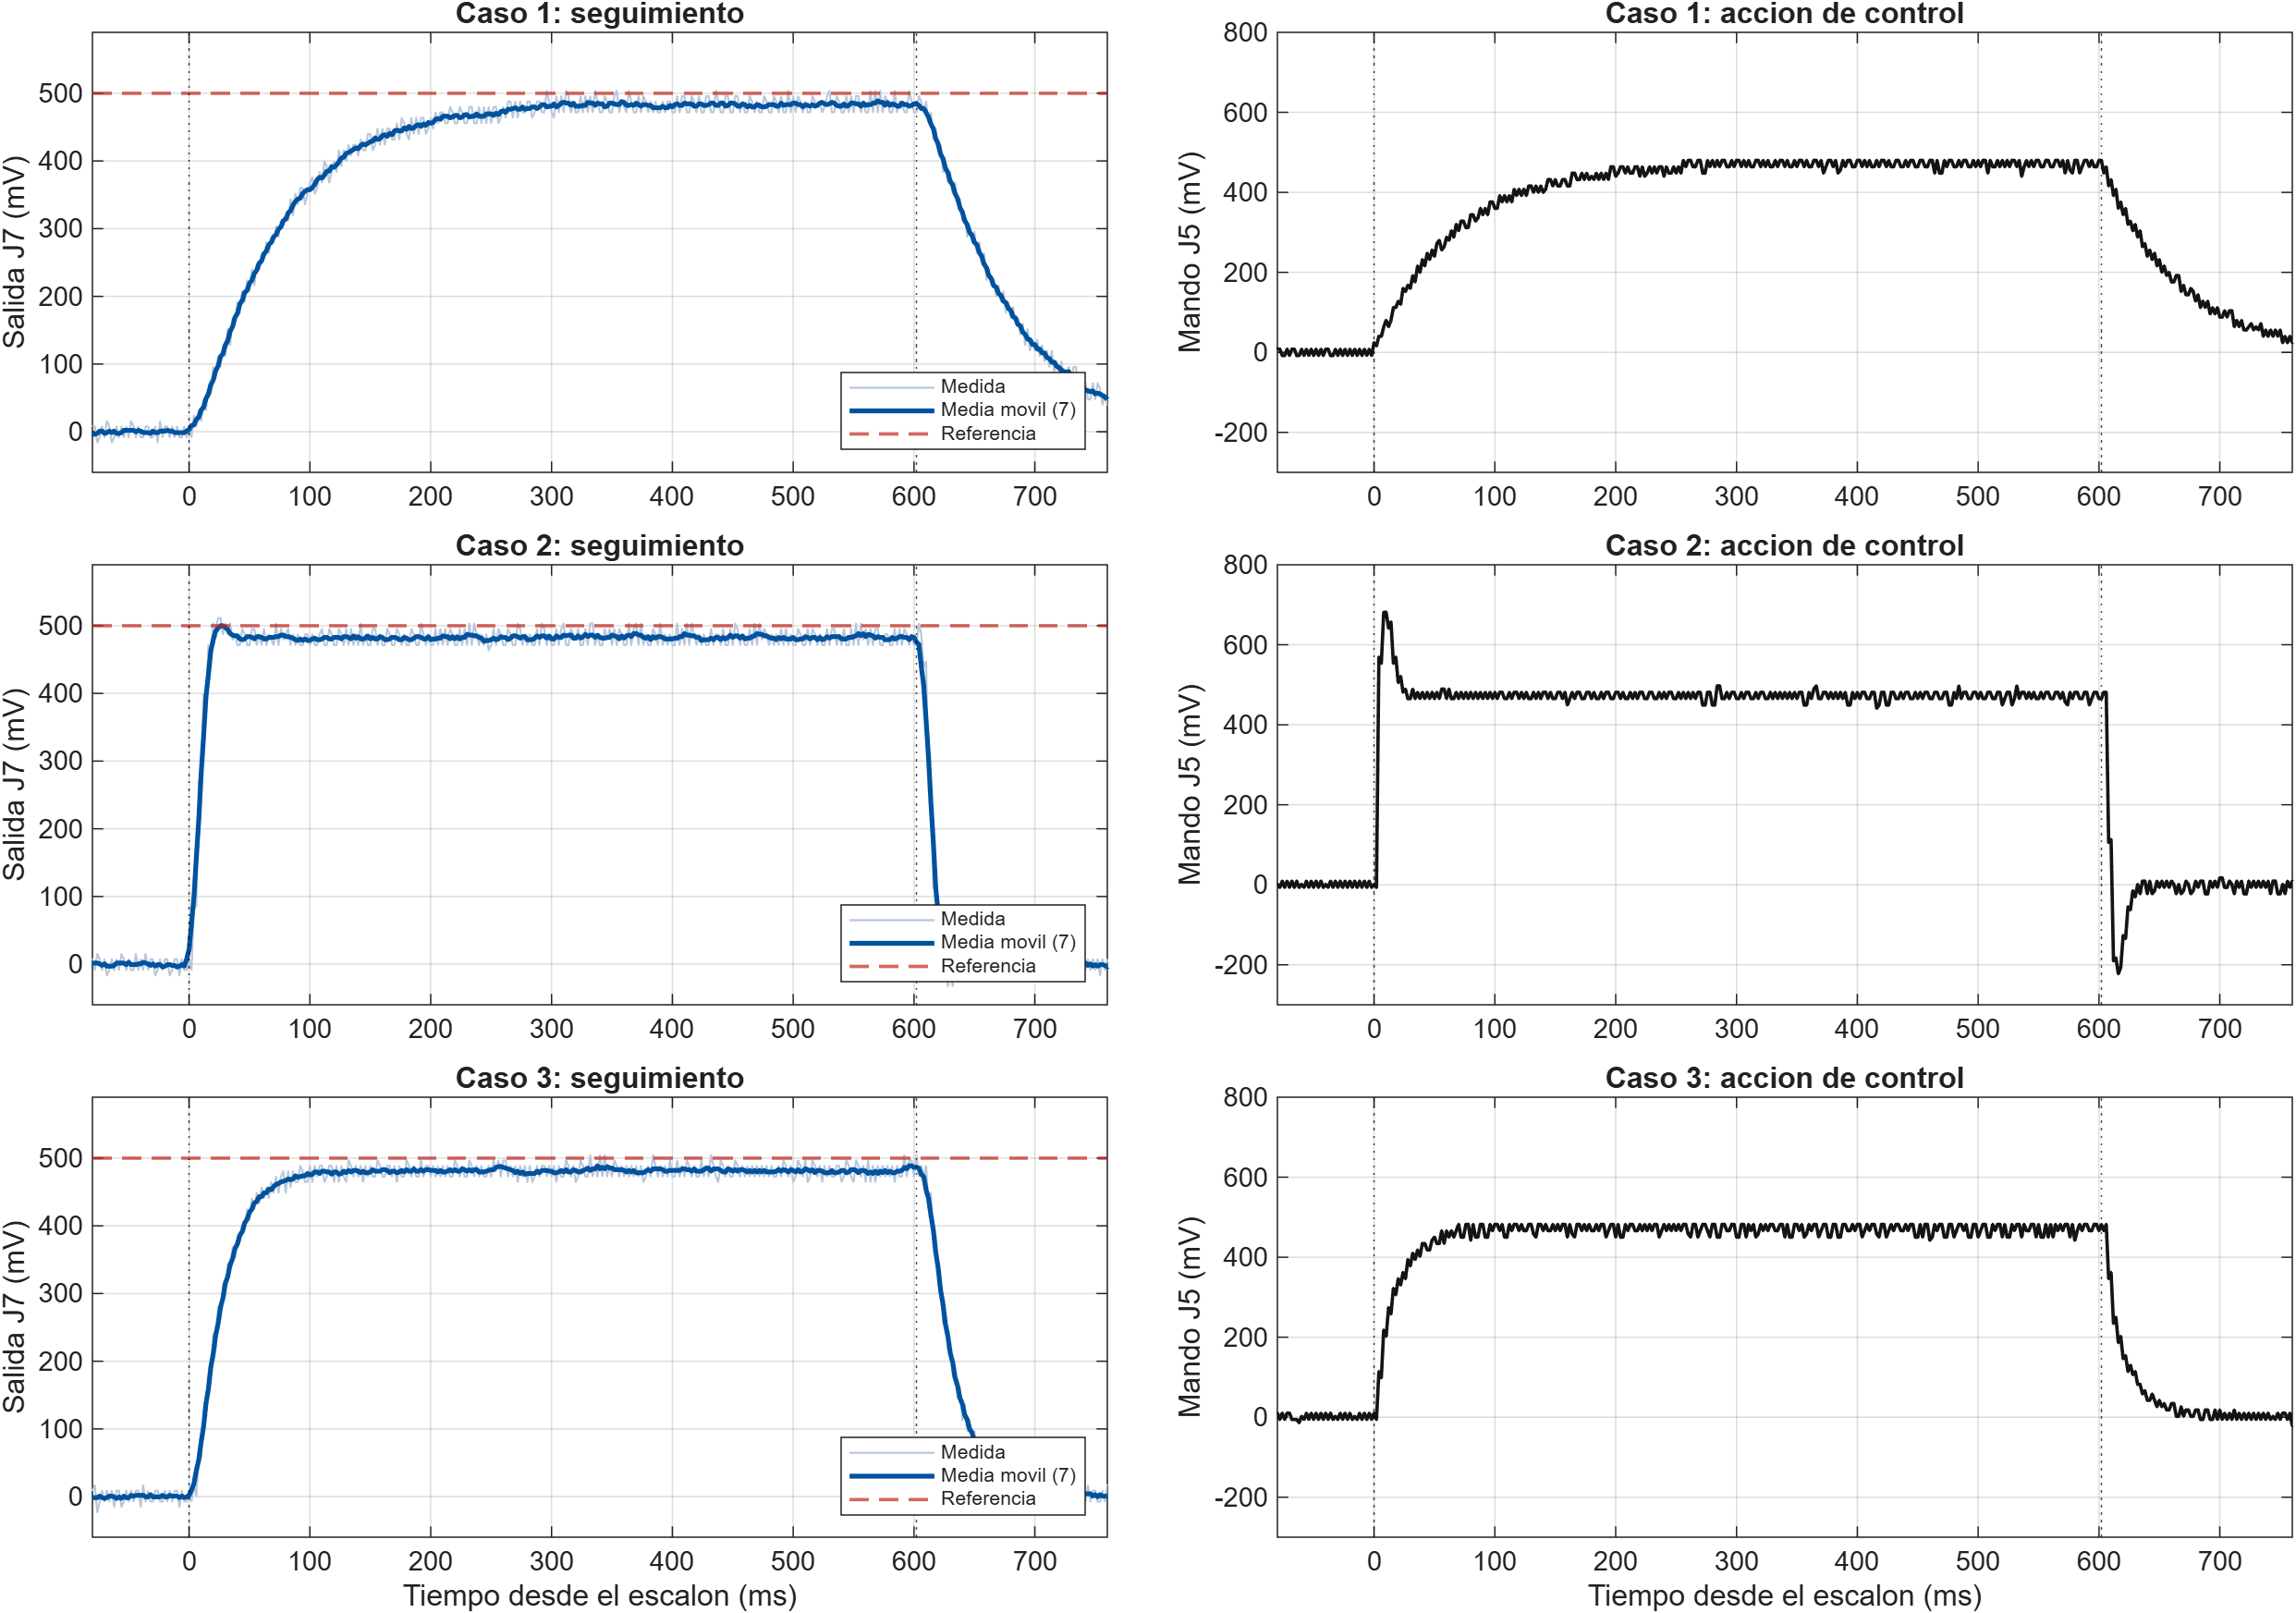 Caso 1: seguimiento
Salida J7 (mV)
500
400
300
200
100
0
0 100 200 300 400 500 600 700
Medida
Media movil (7)
Referencia
Caso 1: accion de control
Mando J5 (mV)
800
600
400
200
0
-200
0 100 200 300 400 500 600 700
Caso 2: seguimiento
Salida J7 (mV)
500
400
300
200
100
0
0 100 200 300 400 500 600 700
Medida
Media movil (7)
Referencia
Caso 2: accion de control
Mando J5 (mV)
800
600
400
200
0
-200
0 100 200 300 400 500 600 700
Caso 3: seguimiento
Salida J7 (mV)
500
400
300
200
100
0
0 100 200 300 400 500 600 700
Tiempo desde el escalon (ms)
Medida
Media movil (7)
Referencia
Caso 3: accion de control
Mando J5 (mV)
800
600
400
200
0
-200
0 100 200 300 400 500 600 700
Tiempo desde el escalon (ms)